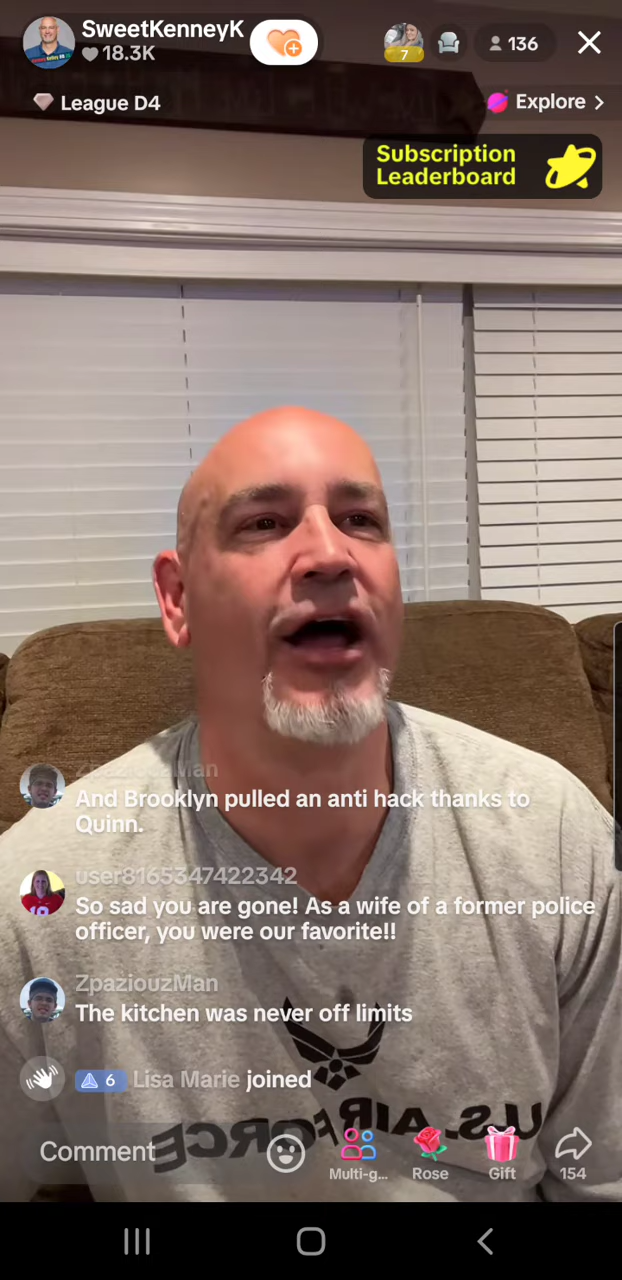 SweetKenneyK
18.3K
7
136
League D4
Explore
Subscription
Leaderboard
ZpaziouzMan
And Brooklyn pulled an anti hack thanks to
Quinn.
user8165347422342
So sad you are gone! As a wife of a former police
officer, you were our favorite!!
ZpaziouzMan
The kitchen was never off limits
6 Lisa Marie joined
U.S. AIR FORCE
Comment
Multi-g...
Rose
Gift
154